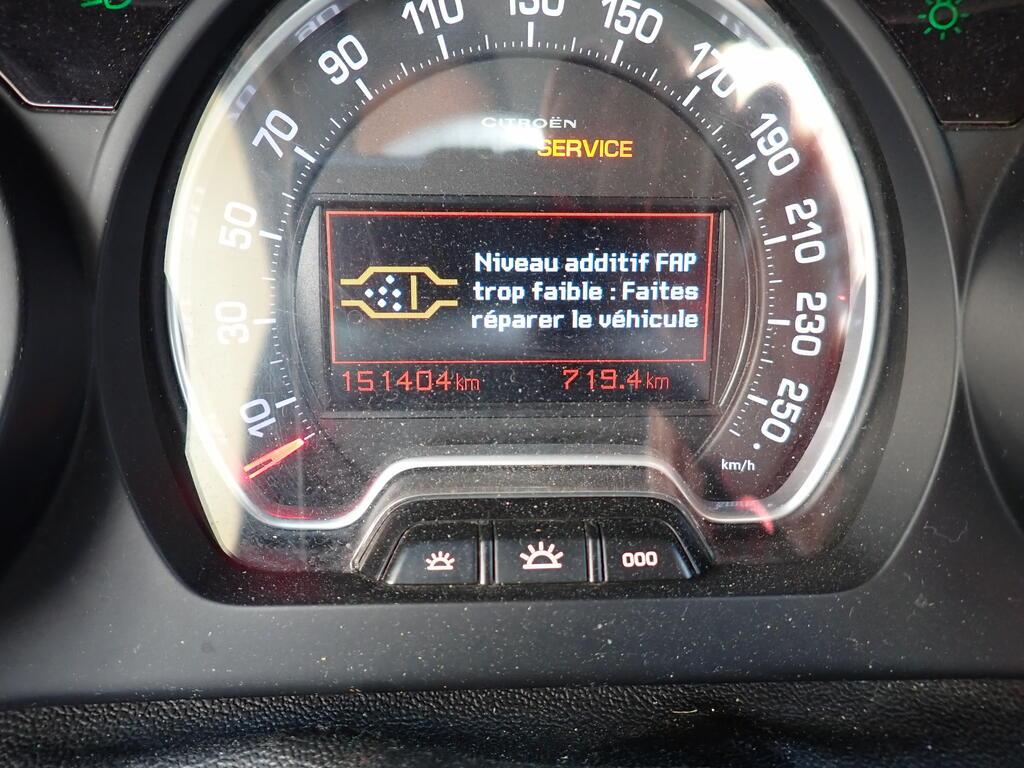 10
30
50
70
90
110
130
150
170
190
210
230
250
km/h
CITROËN
SERVICE
Niveau additif FAP
trop faible : Faites
réparer le véhicule
151404 km 719.4 km
000